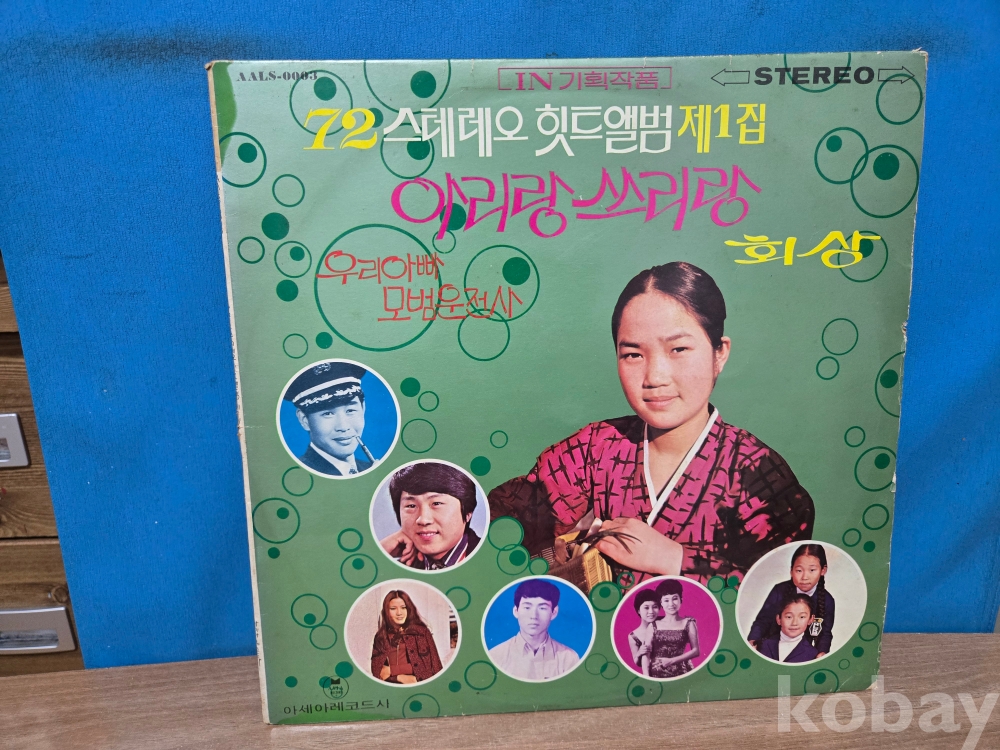 AALS-0003
[IN 기획작품]
STEREO
72 스테레오 힛트앨범 제1집
아리랑 쓰리랑
회상
우리아빠
모범운전사
아세아레코드사
kobay